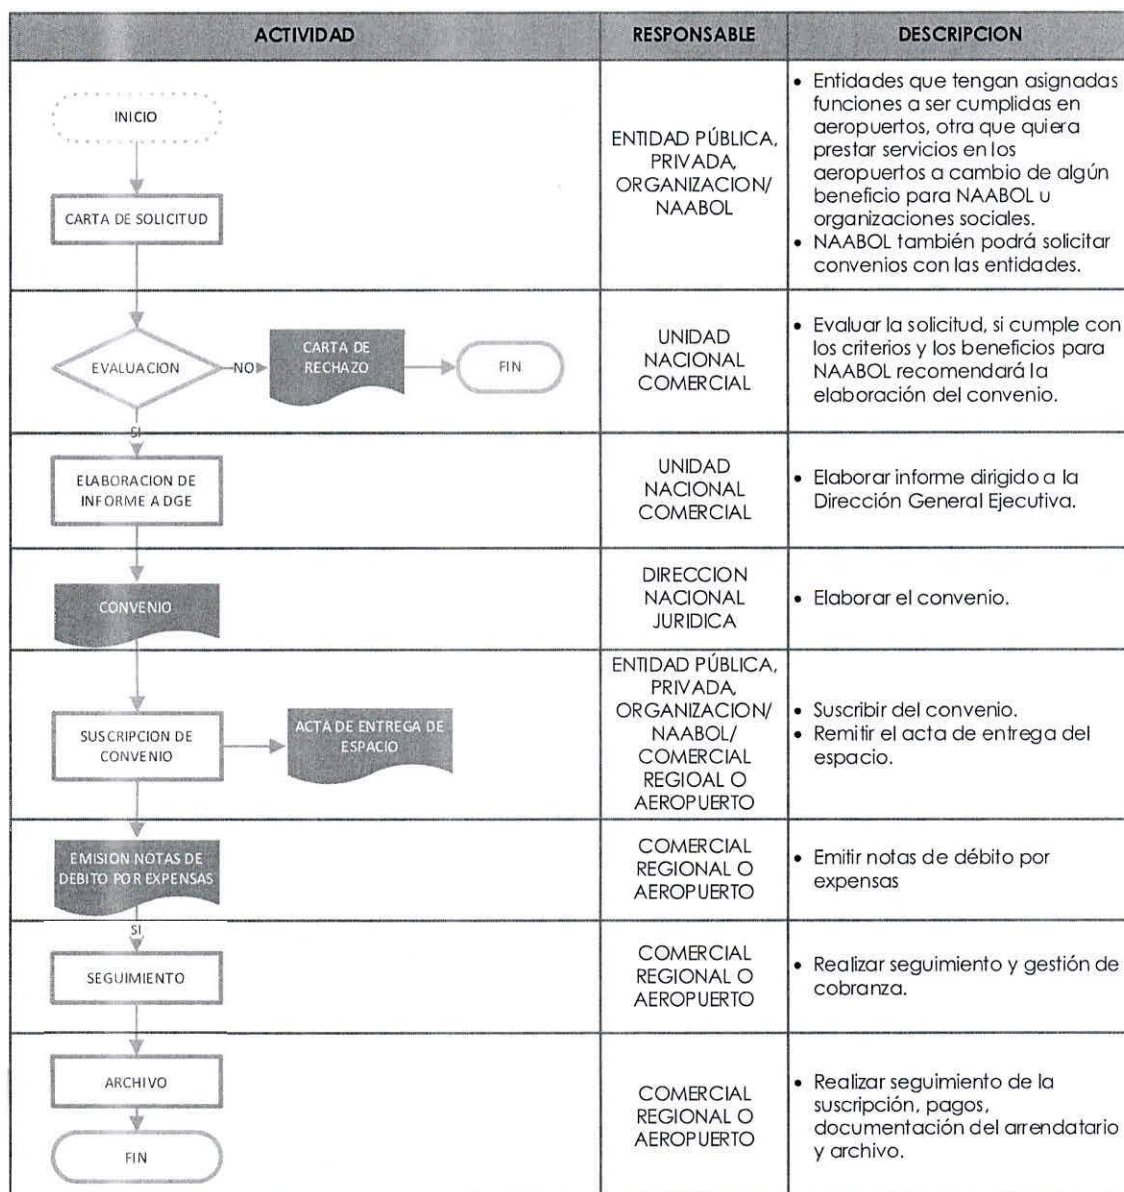 ACTIVIDAD
RESPONSABLE
DESCRIPCION
INICIO
CARTA DE SOLICITUD
ENTIDAD PÚBLICA,
PRIVADA,
ORGANIZACION/
NAABOL
• Entidades que tengan asignadas
funciones a ser cumplidas en
aeropuertos, otra que quiera
prestar servicios en los
aeropuertos a cambio de algún
beneficio para NAABOL u
organizaciones sociales.
• NAABOL también podrá solicitar
convenios con las entidades.
EVALUACION
NO
CARTA DE
RECHAZO
FIN
SI
UNIDAD
NACIONAL
COMERCIAL
• Evaluar la solicitud, si cumple con
los criterios y los beneficios para
NAABOL recomendará la
elaboración del convenio.
ELABORACION DE
INFORME A DGE
UNIDAD
NACIONAL
COMERCIAL
• Elaborar informe dirigido a la
Dirección General Ejecutiva.
CONVENIO
DIRECCION
NACIONAL
JURIDICA
• Elaborar el convenio.
SUSCRIPCION DE
CONVENIO
ACTA DE ENTREGA DE
ESPACIO
ENTIDAD PÚBLICA,
PRIVADA,
ORGANIZACION/
NAABOL/
COMERCIAL
REGIOAL O
AEROPUERTO
• Suscribir del convenio.
• Remitir el acta de entrega del
espacio.
EMISION NOTAS DE
DEBITO POR EXPENSAS
SI
COMERCIAL
REGIONAL O
AEROPUERTO
• Emitir notas de débito por
expensas
SEGUIMIENTO
COMERCIAL
REGIONAL O
AEROPUERTO
• Realizar seguimiento y gestión de
cobranza.
ARCHIVO
FIN
COMERCIAL
REGIONAL O
AEROPUERTO
• Realizar seguimiento de la
suscripción, pagos,
documentación del arrendatario
y archivo.